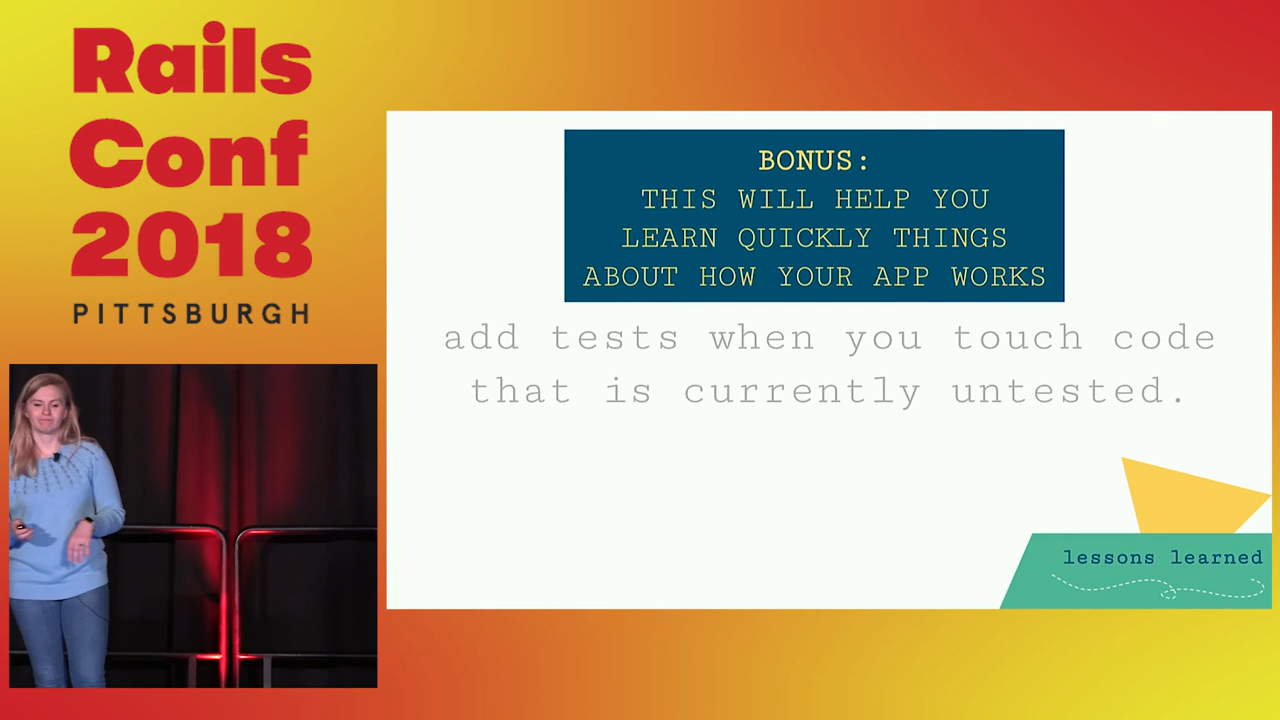 Rails
Conf
2018
PITTSBURGH
BONUS:
THIS WILL HELP YOU
LEARN QUICKLY THINGS
ABOUT HOW YOUR APP WORKS
add tests when you touch code
that is currently untested.
lessons learned